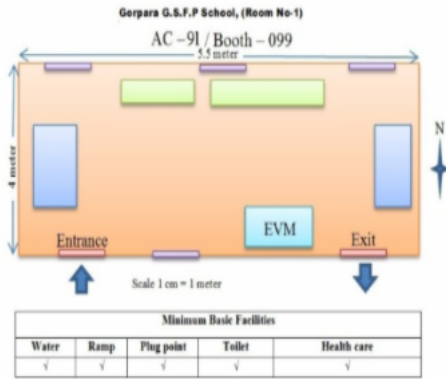 Gorpara G.S.F.P School, (Room No-1)
AC -91 / Booth - 099
5.5 meter
4 meter
N
EVM
Entrance
Exit
Scale 1 cm = 1 meter
Minimum Basic Facilities
Water Ramp Plug point Toilet Health care
√ √ √ √ √